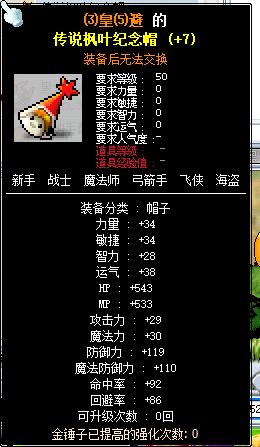 ⑶皇⑸避 的
传说枫叶纪念帽 (+7)
装备后无法交换
要求等级： 50
要求力量： 0
要求敏捷： 0
要求智力： 0
要求运气： 0
要求人气度： -
道具等级： -
道具经验值： -
新手 战士 魔法师 弓箭手 飞侠 海盗
装备分类 : 帽子
力量 : +34
敏捷 : +34
智力 : +28
运气 : +38
HP : +543
MP : +533
攻击力 : +29
魔法力 : +30
防御力 : +119
魔法防御力 : +110
命中率 : +92
回避率 : +86
可升级次数 : 0回
金锤子已提高的强化次数: 0